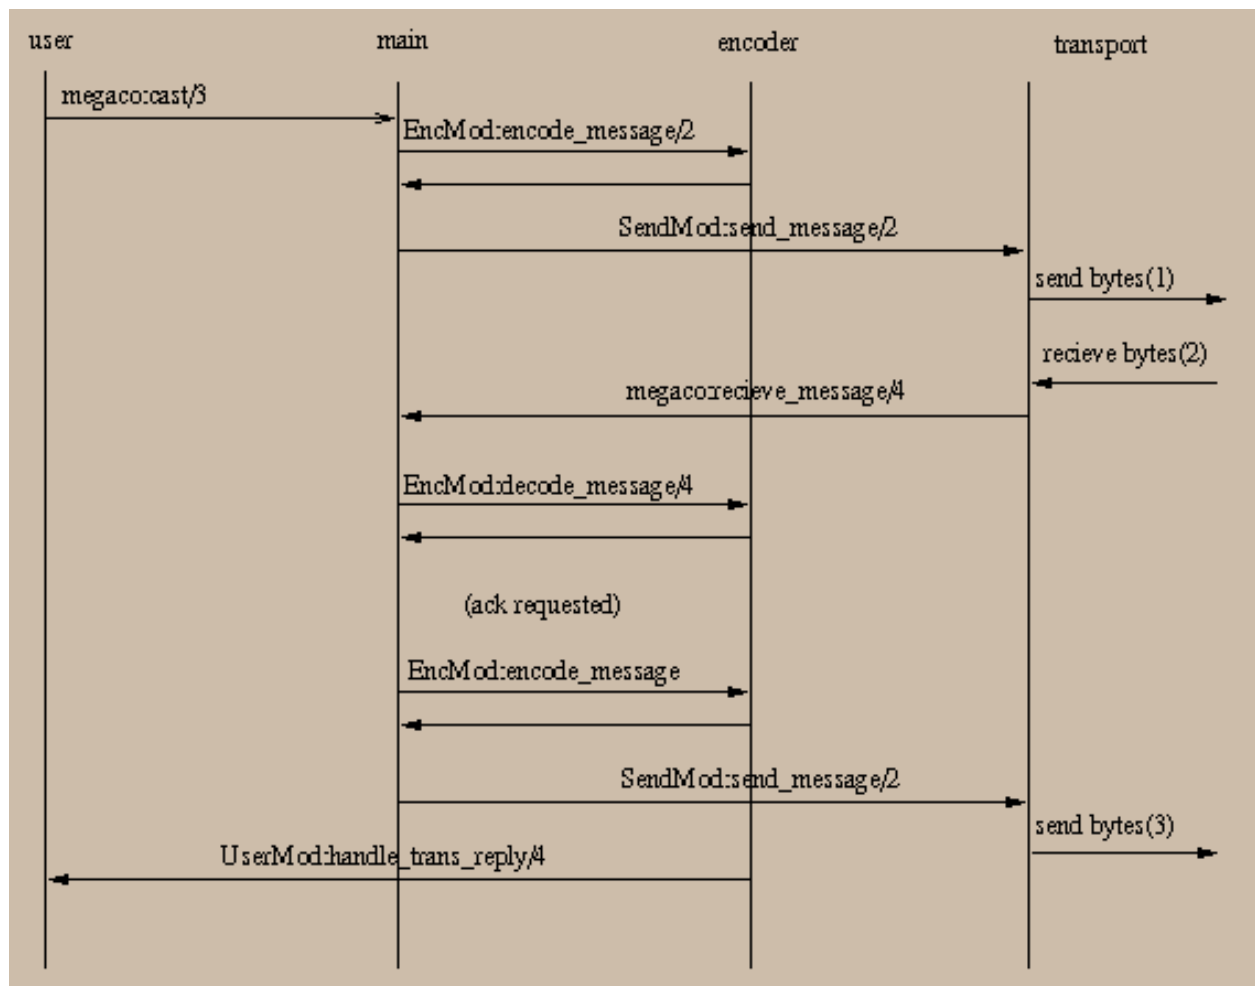 user
main
encoder
transport
megaco:cast/3
EncMod:encode_message/2
SendMod:send_message/2
send bytes(1)
recieve bytes(2)
megaco:recieve_message/4
EncMod:decode_message/4
(ack requested)
EncMod:encode_message
SendMod:send_message/2
send bytes(3)
UserMod:handle_trans_reply/4